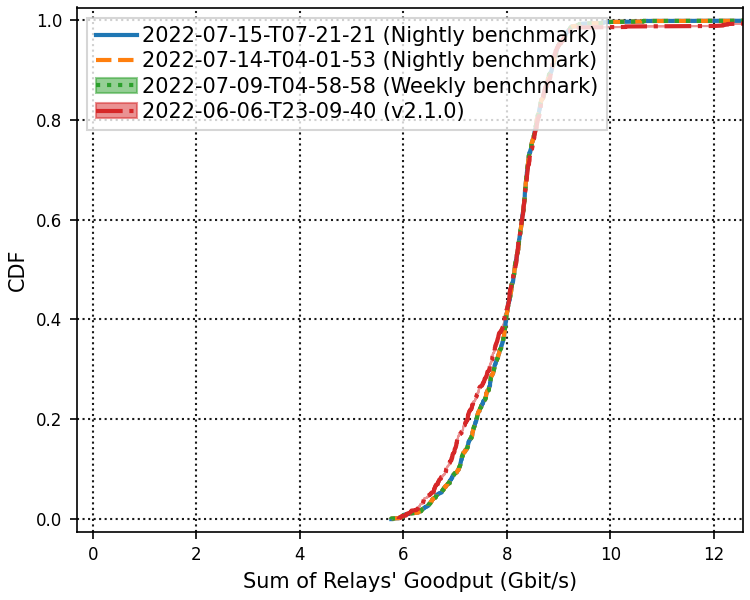 1.0
0.8
0.6
0.4
0.2
0.0
CDF
2022-07-15-T07-21-21 (Nightly benchmark)
2022-07-14-T04-01-53 (Nightly benchmark)
2022-07-09-T04-58-58 (Weekly benchmark)
2022-06-06-T23-09-40 (v2.1.0)
0 2 4 6 8 10 12
Sum of Relays' Goodput (Gbit/s)